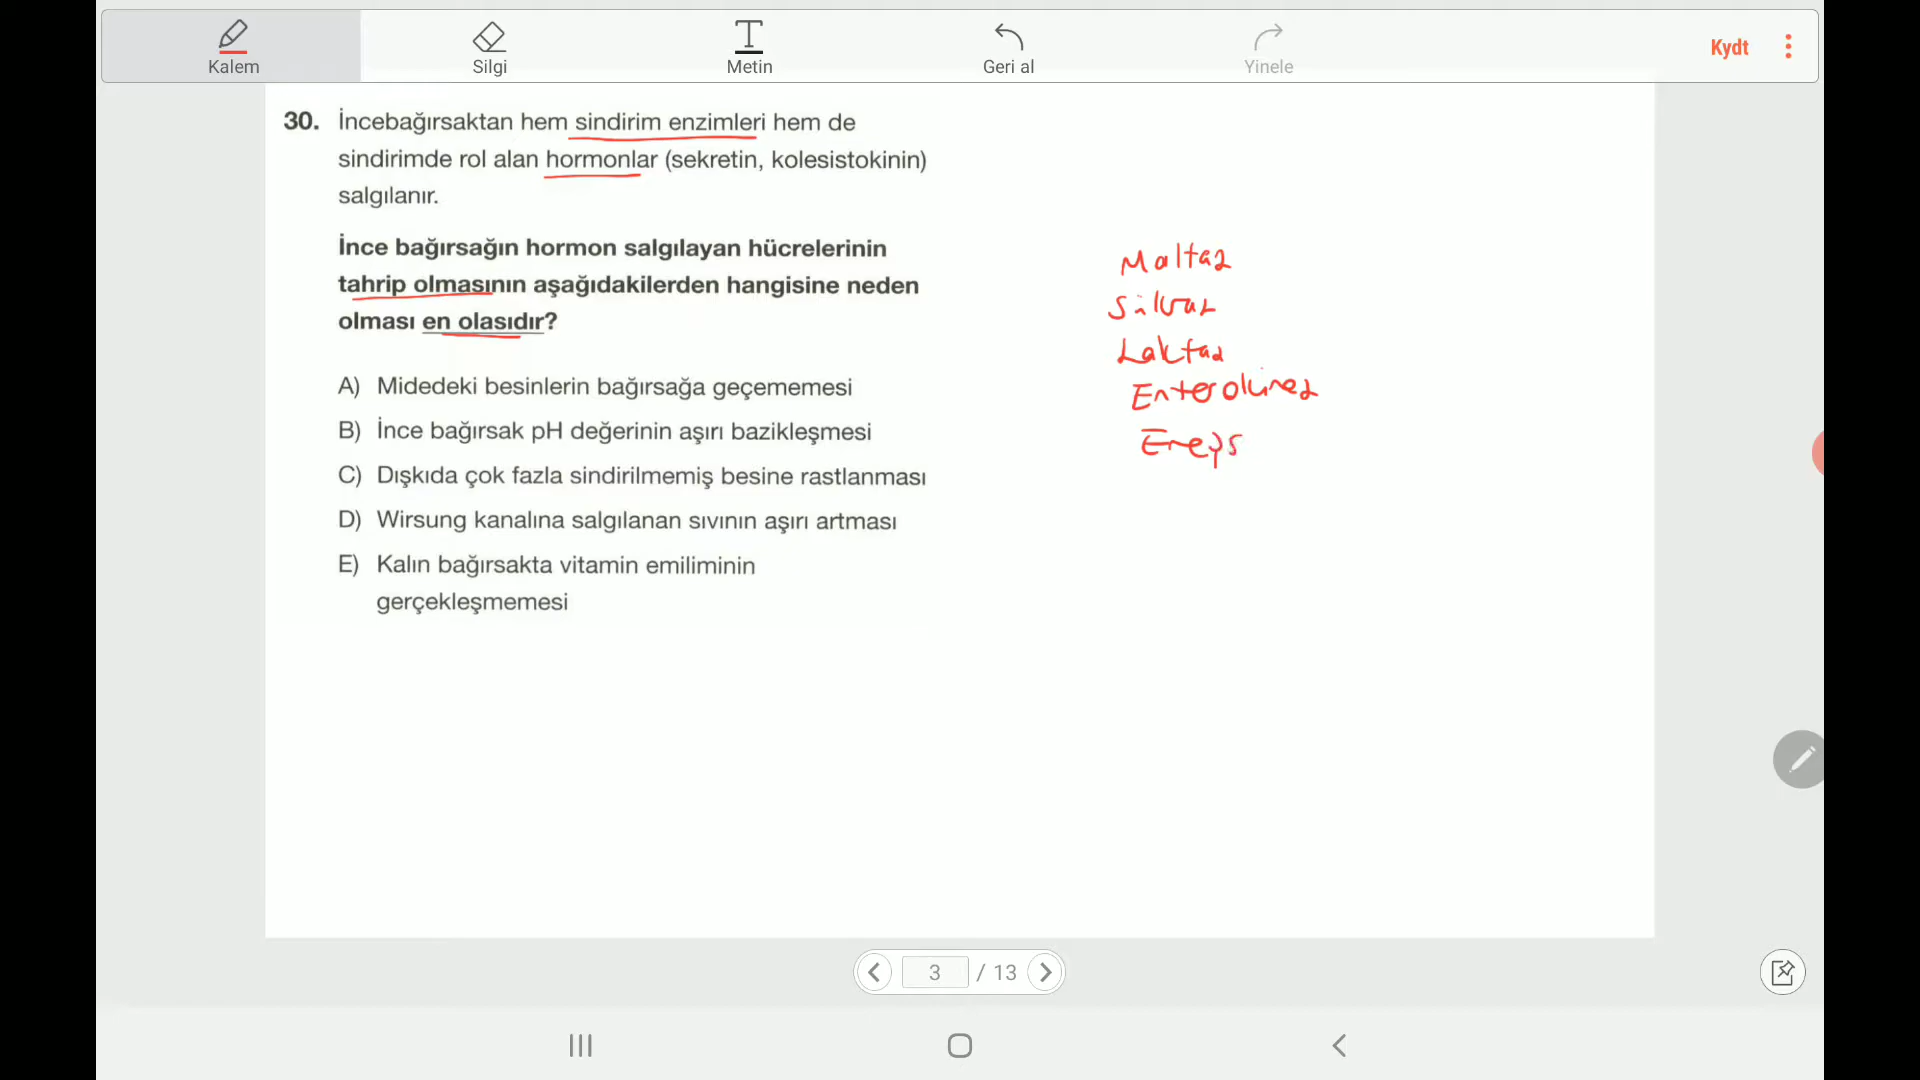 Kalem
Silgi
Metin
Geri al
Yinele
Kydt
30. İncebağırsaktan hem sindirim enzimleri hem de
sindirimde rol alan hormonlar (sekretin, kolesistokinin)
salgılanır.
İnce bağırsağın hormon salgılayan hücrelerinin
tahrip olmasının aşağıdakilerden hangisine neden
olması en olasıdır?
A) Midedeki besinlerin bağırsağa geçememesi
B) İnce bağırsak pH değerinin aşırı bazikleşmesi
C) Dışkıda çok fazla sindirilmemiş besine rastlanması
D) Wirsung kanalına salgılanan sıvının aşırı artması
E) Kalın bağırsakta vitamin emiliminin
gerçekleşmemesi
Maltaz
Laktaz
3 / 13